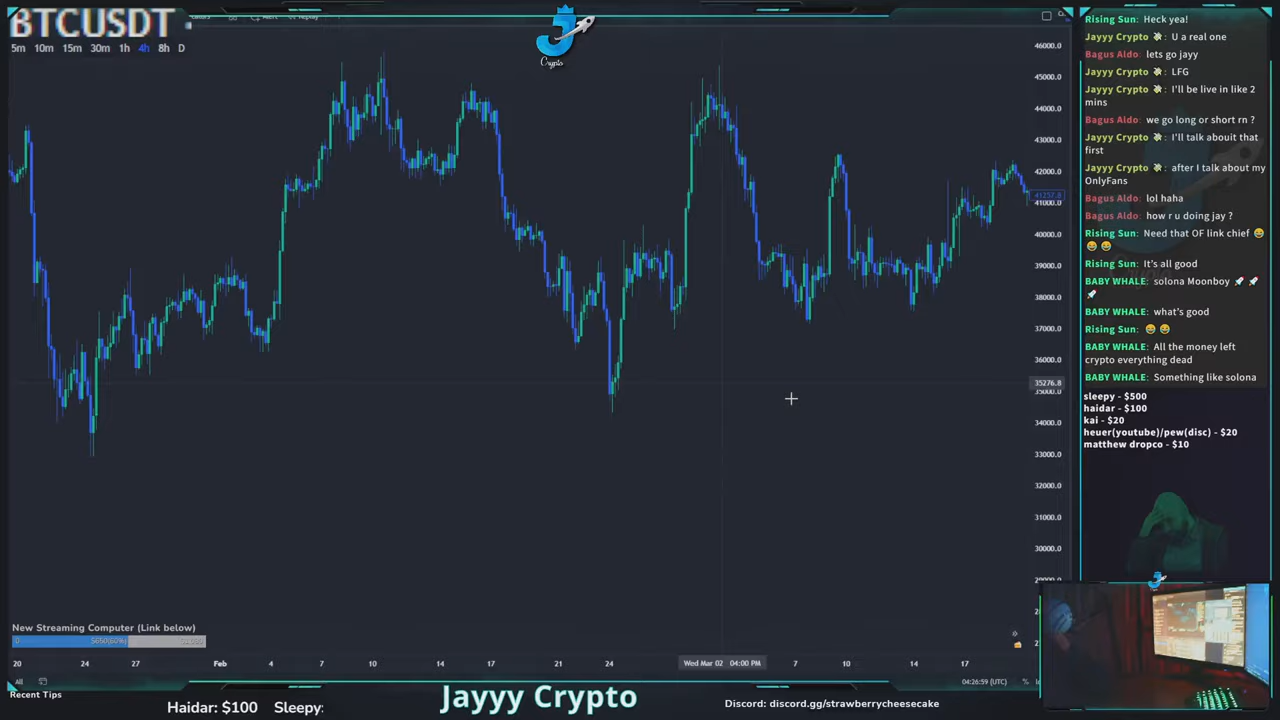 BTCUSDT
5m 10m 15m 30m 1h 4h 8h D
Crypto
46000.0
45000.0
44000.0
43000.0
42000.0
41257.8
41000.0
40000.0
39000.0
38000.0
37000.0
36000.0
35276.8
35000.0
34000.0
33000.0
32000.0
31000.0
30000.0
29000.0
New Streaming Computer (Link below)
20 24 27 Feb 4 7 10 14 17 21 24 Wed Mar 02 04:00 PM 7 10 14 17
All
04:26:59 (UTC) %
Recent Tips
Haidar: $100 Sleepy:
Jayyy Crypto
Discord: discord.gg/strawberrycheesecake
Rising Sun: Heck yea!
Jayyy Crypto : U a real one
Bagus Aldo: lets go jayy
Jayyy Crypto : LFG
Jayyy Crypto : I'll be live in like 2
mins
Bagus Aldo: we go long or short rn ?
Jayyy Crypto : I'll talk abouit that
first
Jayyy Crypto : after I talk about my
OnlyFans
Bagus Aldo: lol haha
Bagus Aldo: how r u doing jay ?
Rising Sun: Need that OF link chief 😄
😄 😄
Rising Sun: It's all good
BABY WHALE: solona Moonboy 🚀 🚀
🚀
BABY WHALE: what's good
Rising Sun: 😄 😄
BABY WHALE: All the money left
crypto everything dead
BABY WHALE: Something like solona
sleepy - $500
haidar - $100
kai - $20
heuer(youtube)/pew(disc) - $20
matthew dropco - $10